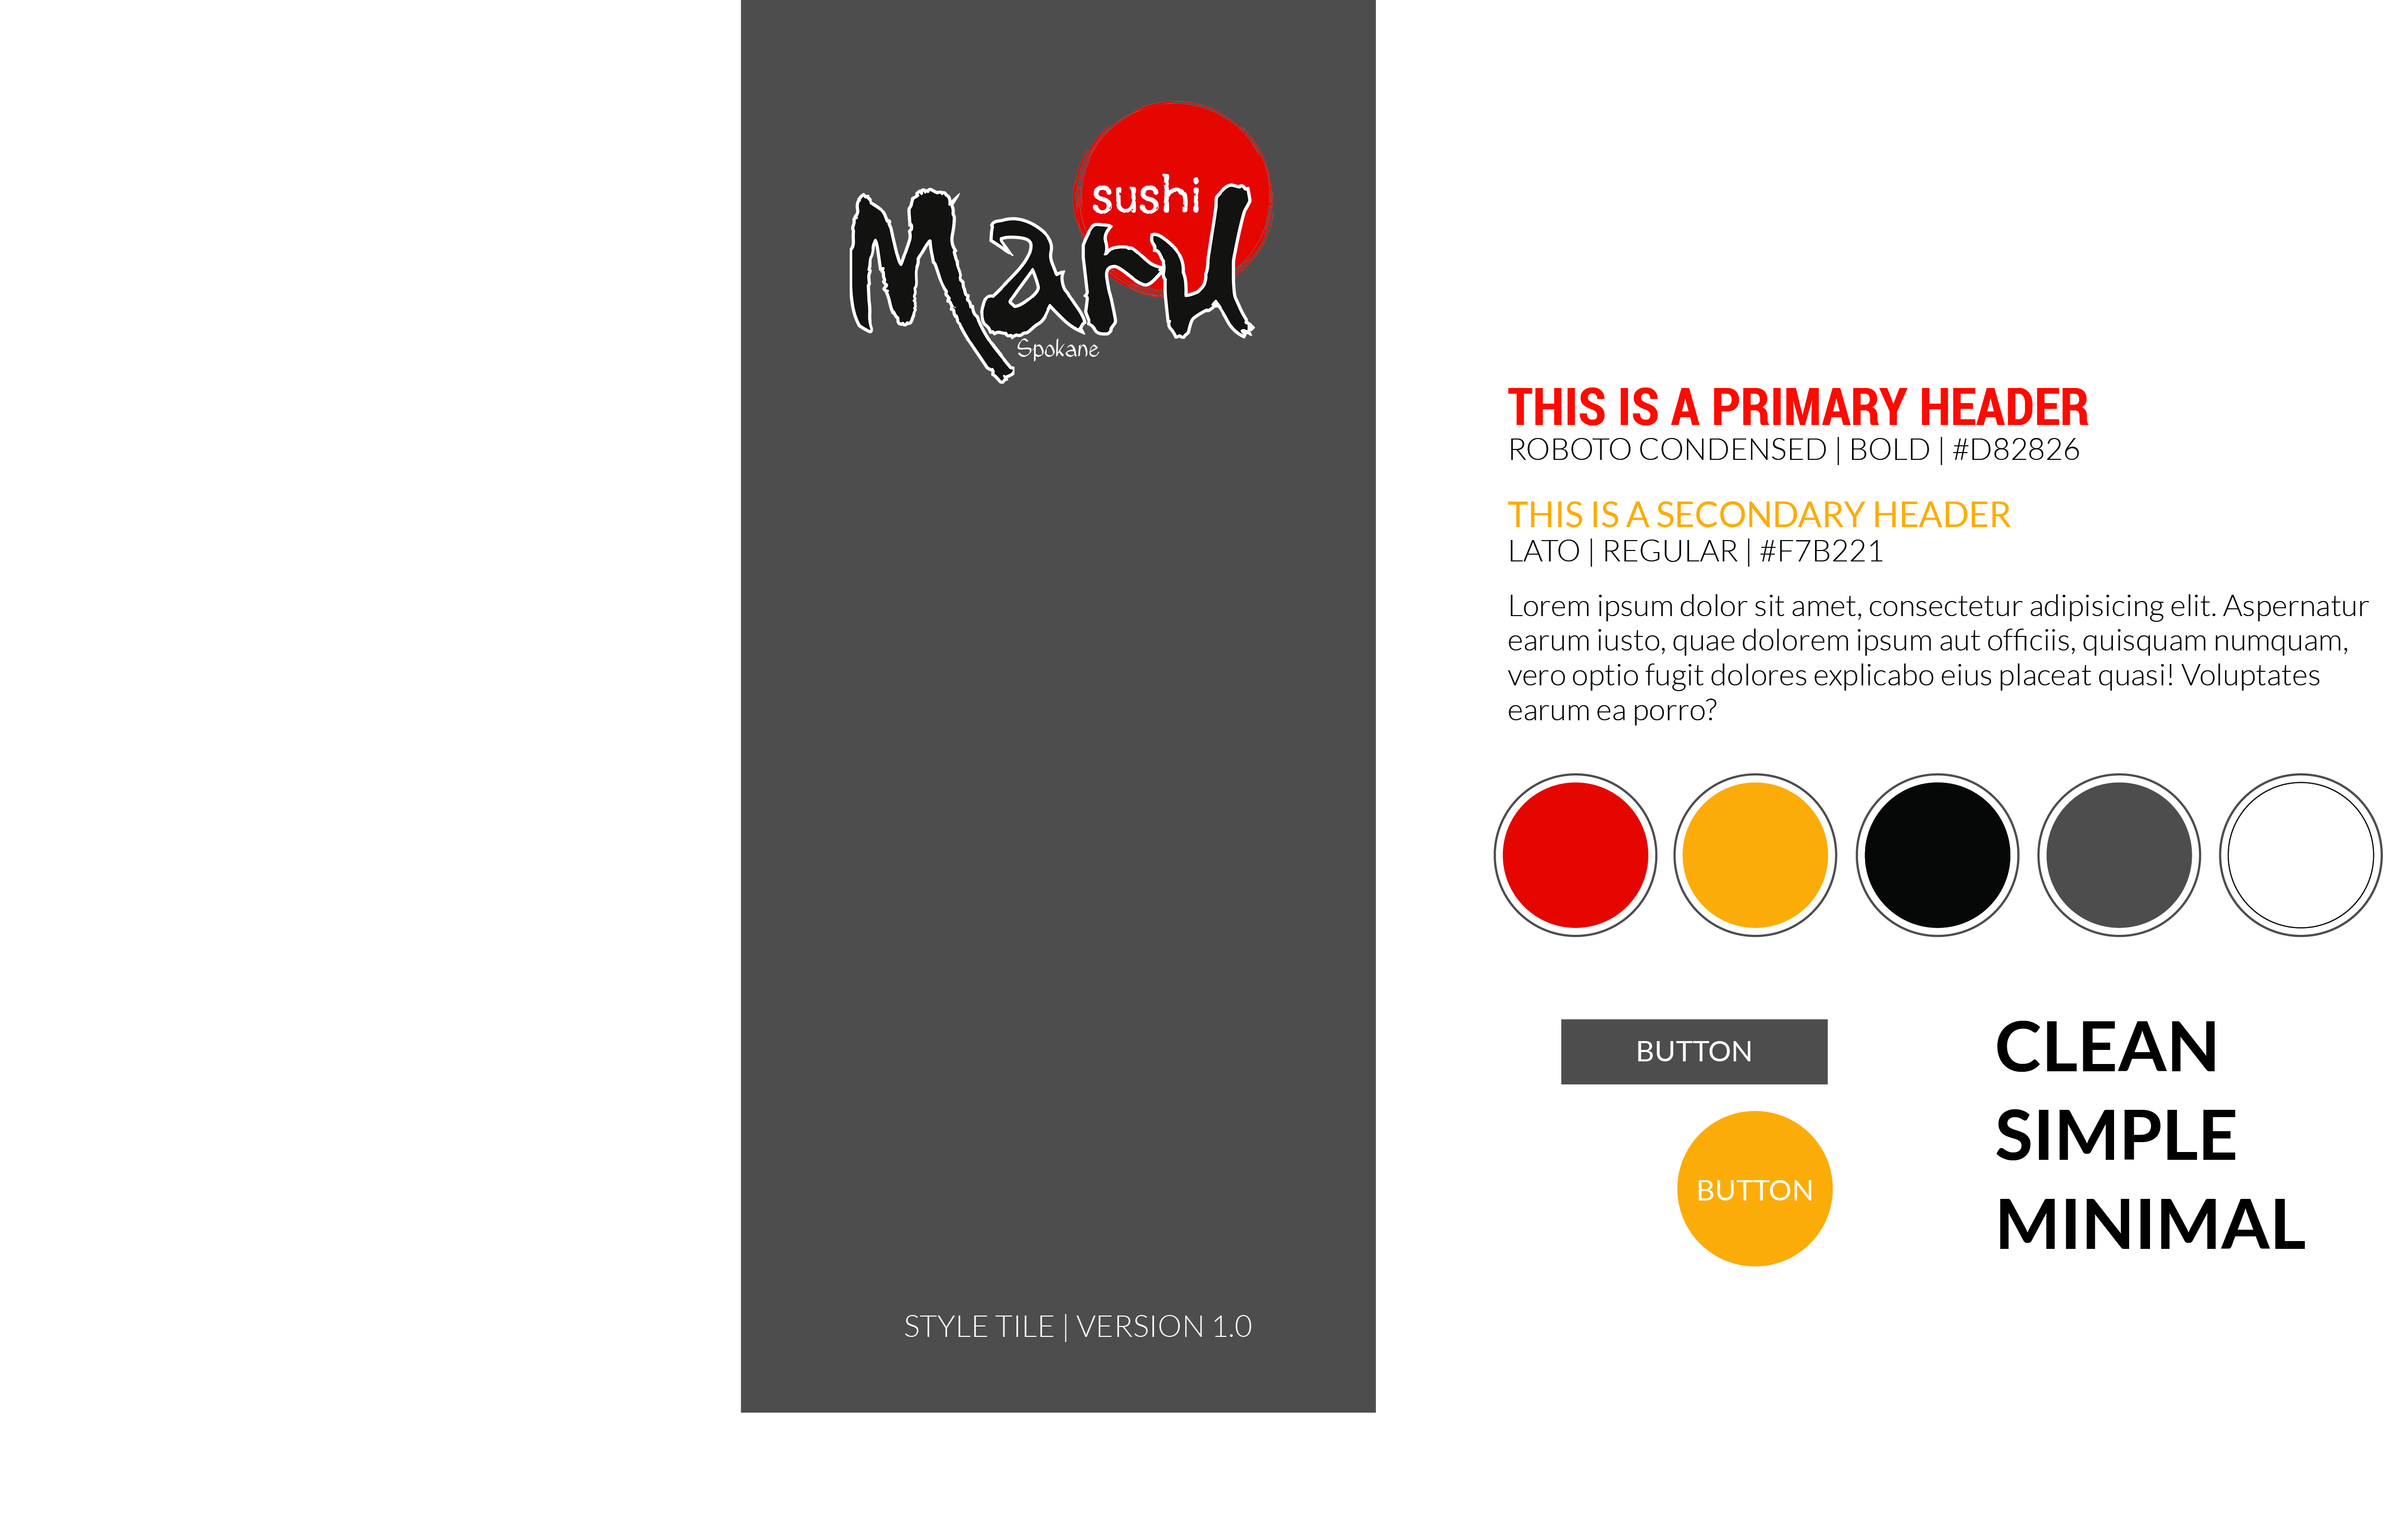 sushi
Maru
Spokane
STYLE TILE | VERSION 1.0
THIS IS A PRIMARY HEADER
ROBOTO CONDENSED | BOLD | #D82826
THIS IS A SECONDARY HEADER
LATO | REGULAR | #F7B221
Lorem ipsum dolor sit amet, consectetur adipisicing elit. Aspernatur
earum iusto, quae dolorem ipsum aut officiis, quisquam numquam,
vero optio fugit dolores explicabo eius placeat quasi! Voluptates
earum ea porro?
BUTTON
BUTTON
CLEAN
SIMPLE
MINIMAL